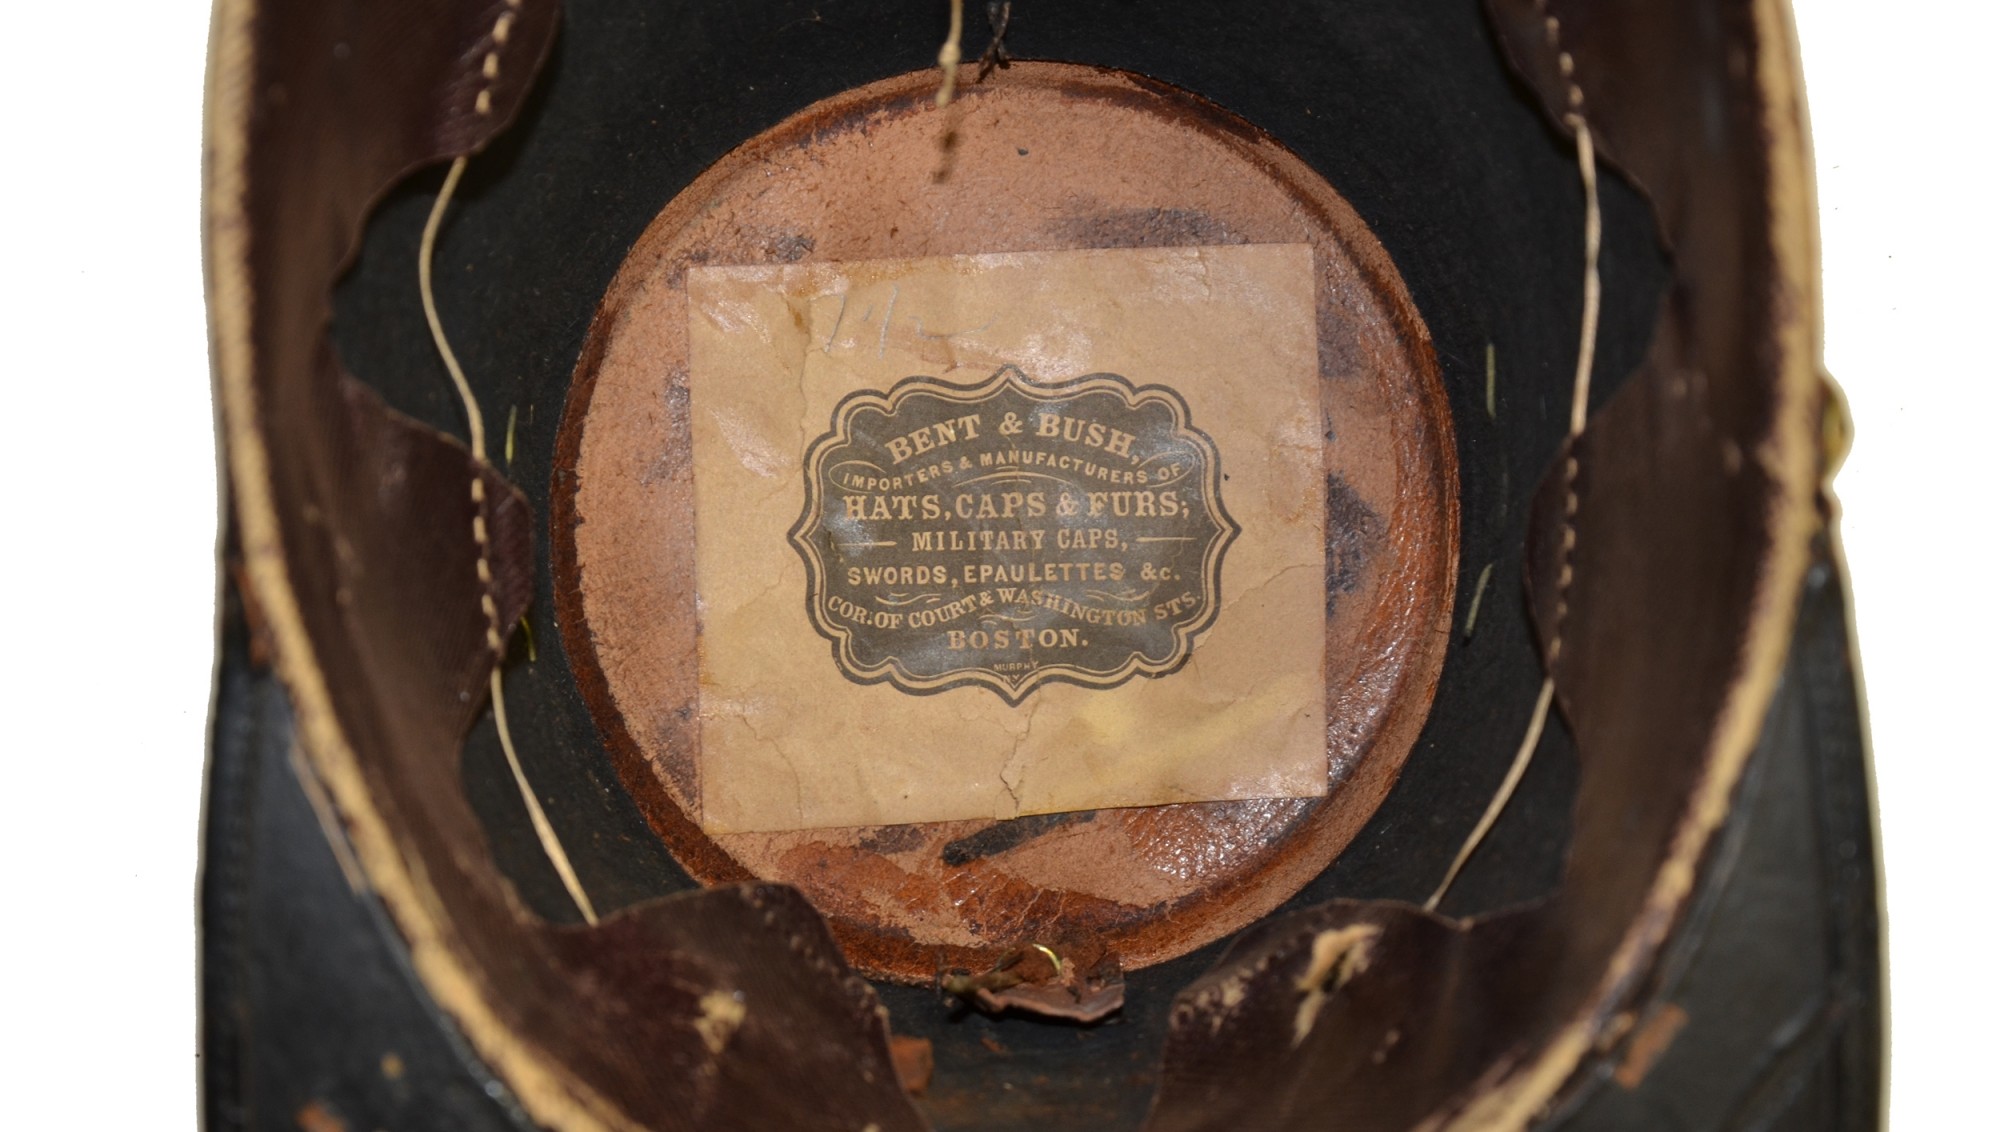 BENT & BUSH,
IMPORTERS & MANUFACTURERS OF
HATS, CAPS & FURS;
MILITARY CAPS,
SWORDS, EPAULETTES &c.
COR. OF COURT & WASHINGTON STS.
BOSTON.
MURPHY